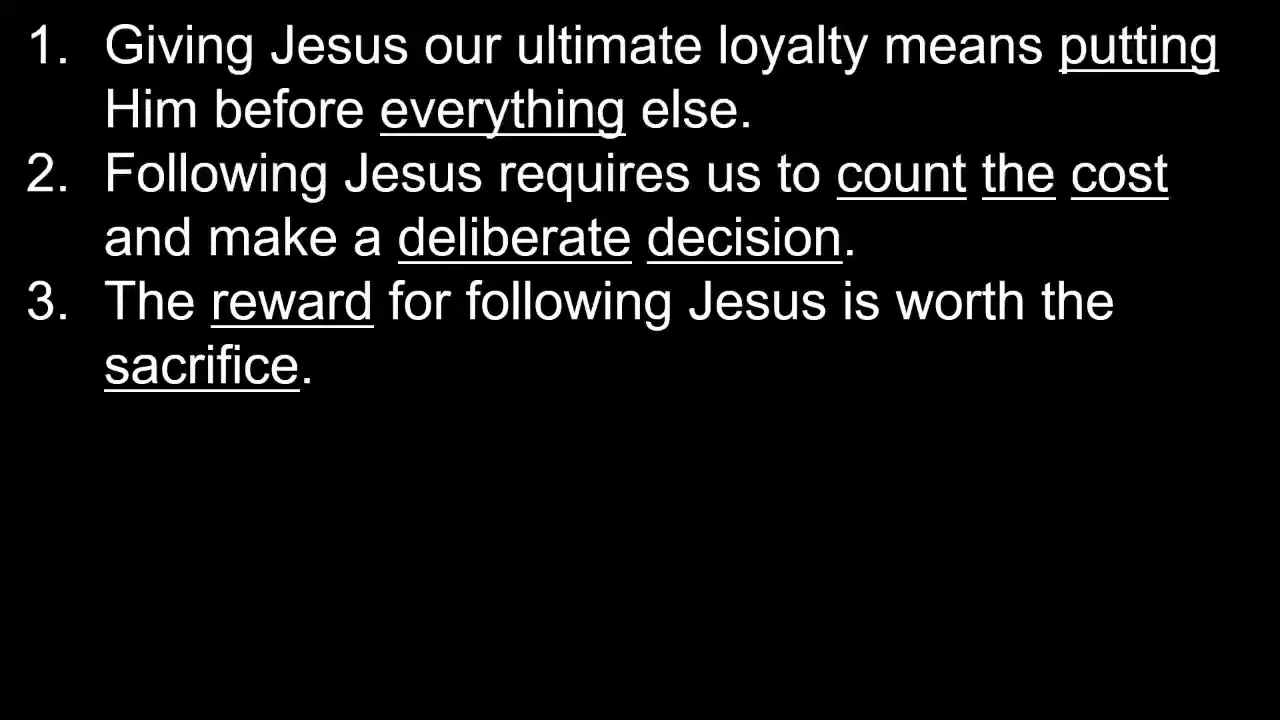 1. Giving Jesus our ultimate loyalty means putting
Him before everything else.
2. Following Jesus requires us to count the cost
and make a deliberate decision.
3. The reward for following Jesus is worth the
sacrifice.